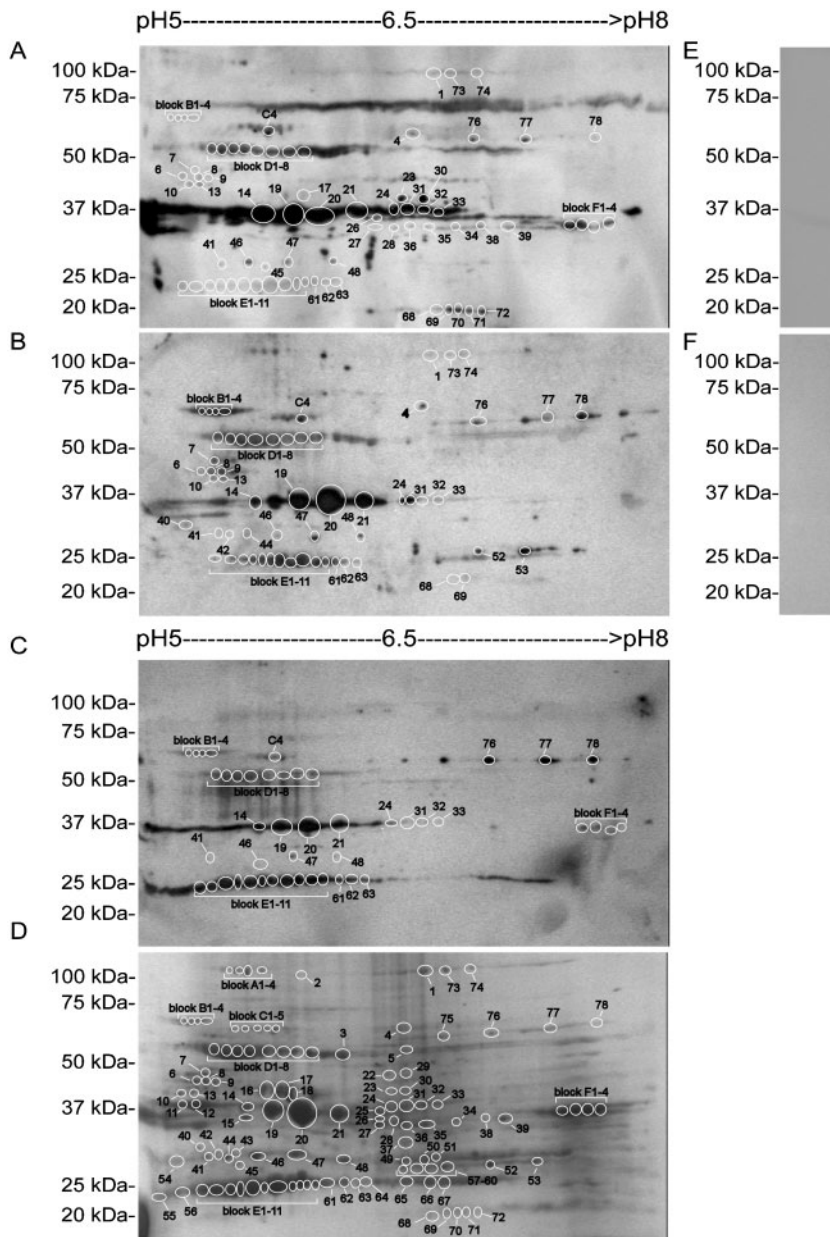 pH5------------------6.5-------------->pH8
A
100 kDa-
75 kDa-
50 kDa-
37 kDa-
25 kDa-
20 kDa-
1 73 74
block B1-4
C4
4 76 77 78
7
6 8 9
block D1-8
10 13
14 19 17 20 21
23 30
24 31 32 33
block F1-4
26
27 28 36 35 34 38 39
41 46 45 47 48
block E1-11
61 62 63
68 69 70 71 72
E
100 kDa-
75 kDa-
50 kDa-
37 kDa-
25 kDa-
20 kDa-
B
100 kDa-
75 kDa-
50 kDa-
37 kDa-
25 kDa-
20 kDa-
1 73 74
block B1-4
C4
4 76 77 78
block D1-8
7
6 8 9
10 13
19
14 24 31 32 33
40 46 47 20 48 21
41 42 44
52 53
block E1-11
61 62 63
68 69
F
100 kDa-
75 kDa-
50 kDa-
37 kDa-
25 kDa-
20 kDa-
pH5------------------6.5-------------->pH8
C
100 kDa-
75 kDa-
50 kDa-
37 kDa-
25 kDa-
20 kDa-
block B1-4
C4
76 77 78
block D1-8
14 24 31 32 33
block F1-4
19 20 21
41 46 47 48
block E1-11
61 62 63
D
100 kDa-
75 kDa-
50 kDa-
37 kDa-
25 kDa-
20 kDa-
block A1-4
2 1 73 74
block B1-4
block C1-5
3 4 75 76 77 78
block D1-8
5
7
6 8 9
22 29
10 13 16 17 18 23 30
11 12 14 24 31 32 33
block F1-4
15 25 34
19 20 21 26 38 39
27 28 36 35
40 42 44 43 37
41 45 46 47 48 49 50 51
54 52 53
57-60
55 56
block E1-11
61 62 63 64 65 66 67
68 69 70 71 72